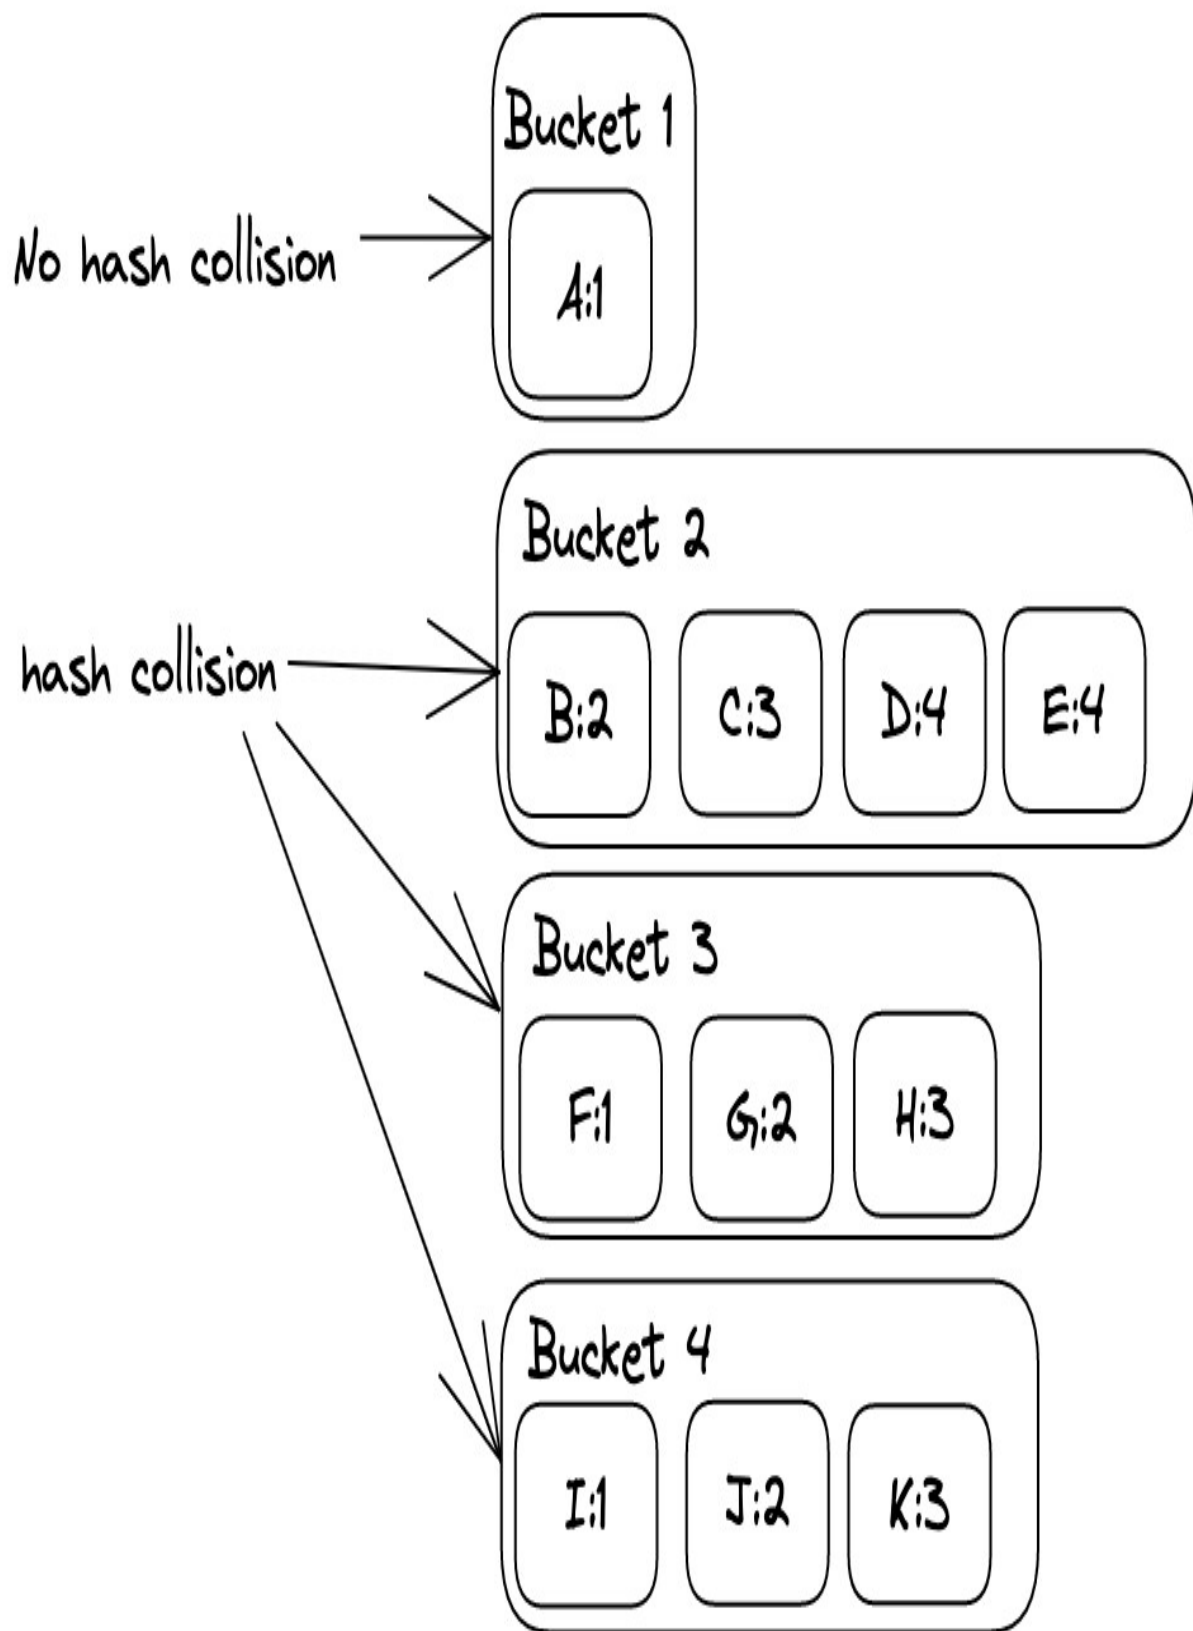 Bucket 1
No hash collision
A:1
Bucket 2
hash collision
B:2 C:3 D:4 E:4
Bucket 3
F:1 G:2 H:3
Bucket 4
I:1 J:2 K:3